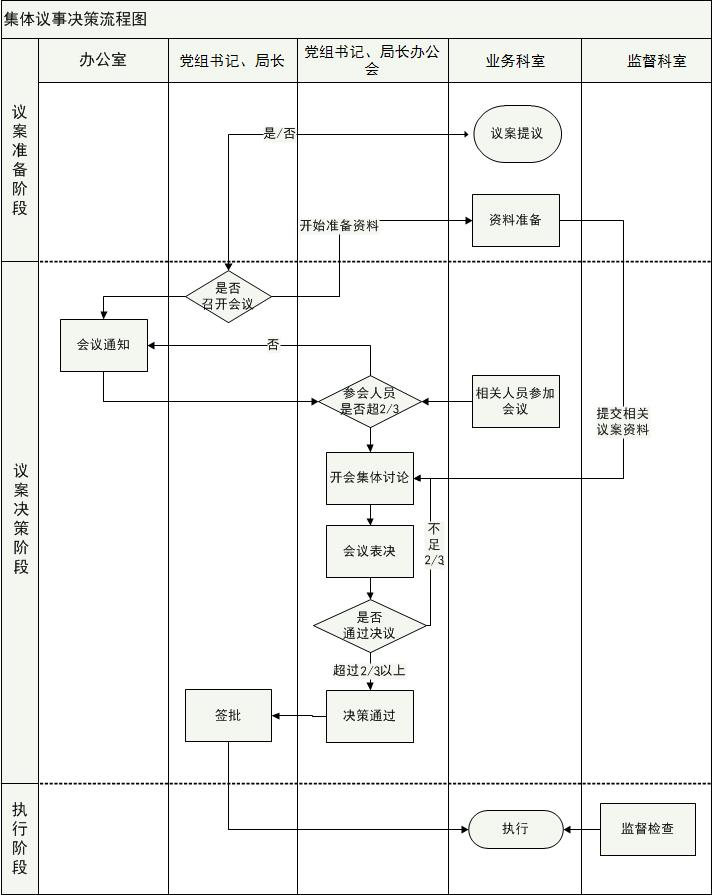 集体议事决策流程图
办公室
党组书记、局长
党组书记、局长办公
会
业务科室
监督科室
议
案
准
备
阶
段
是/否
议案提议
开始准备资料
资料准备
是否
召开会议
会议通知
否
参会人员
是否超2/3
相关人员参加
会议
提交相关
议案资料
议
案
决
策
阶
段
开会集体讨论
不
足
2/3
会议表决
是否
通过决议
超过2/3以上
签批
决策通过
执
行
阶
段
执行
监督检查